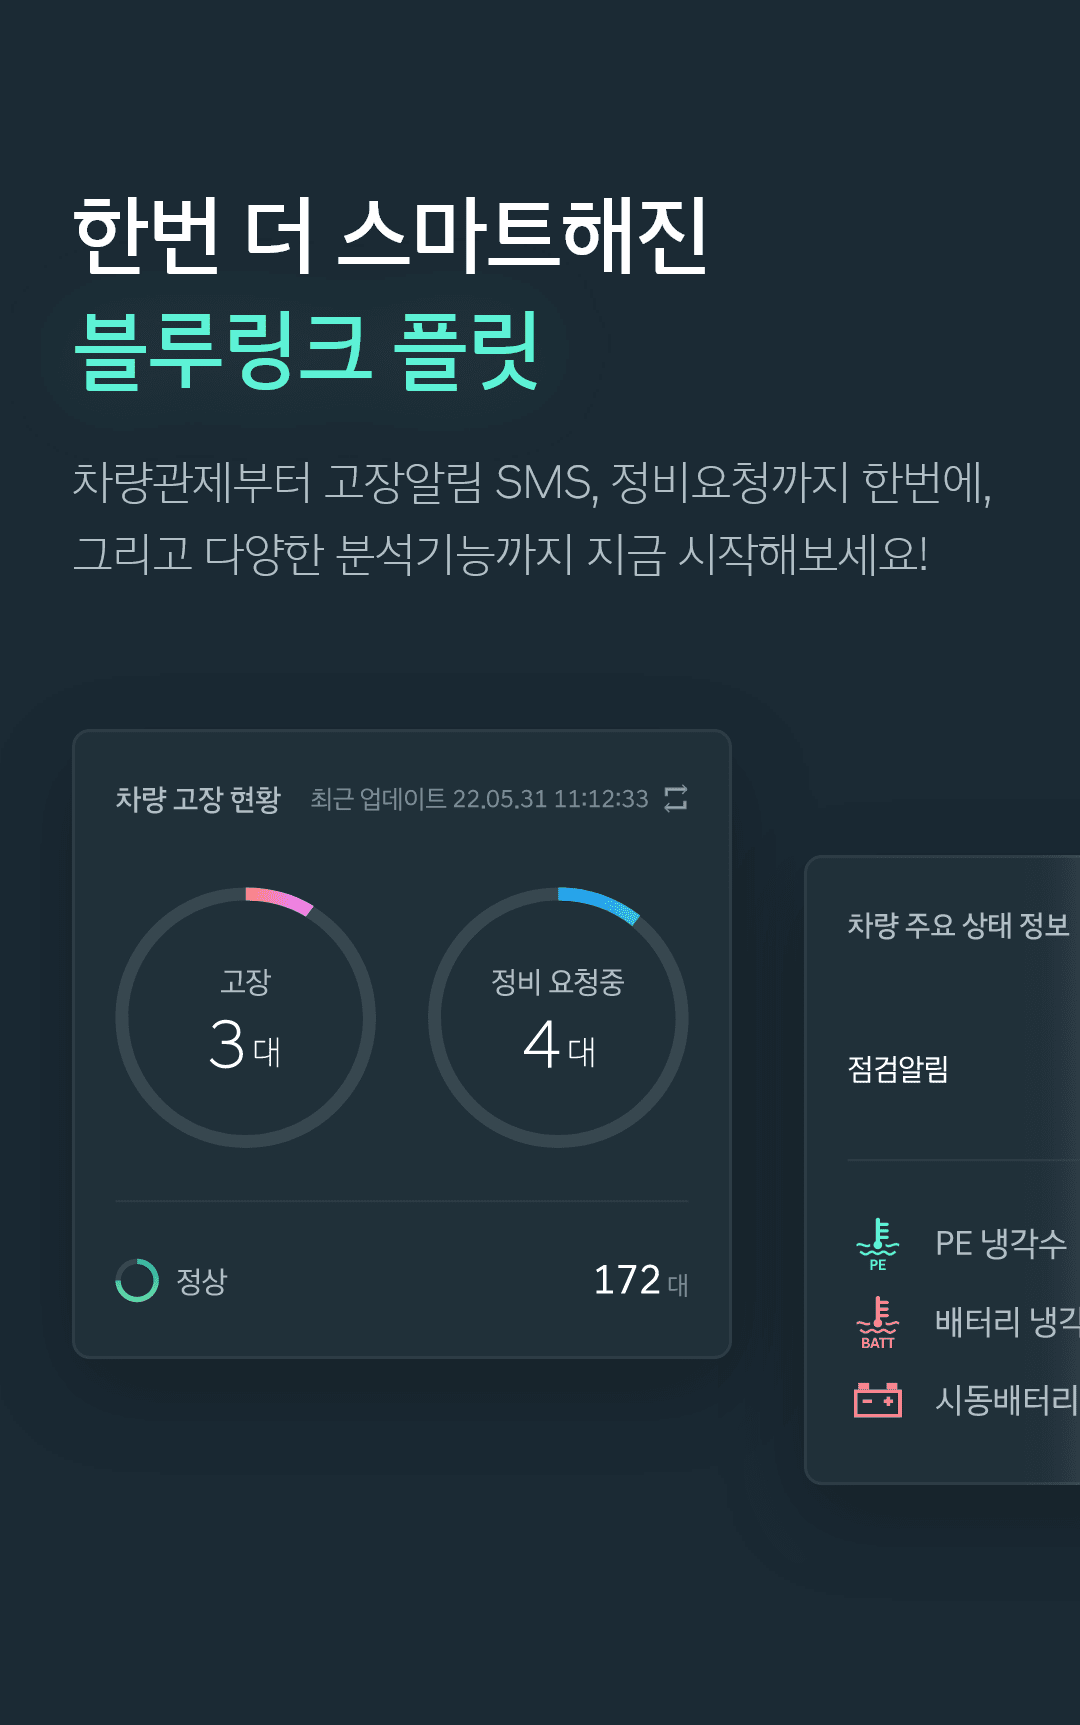 한번 더 스마트해진
블루링크 플릿
차량관제부터 고장알림 SMS, 정비요청까지 한번에,
그리고 다양한 분석기능까지 지금 시작해보세요!
차량 고장 현황 최근 업데이트 22.05.31 11:12:33
고장
3 대
정비 요청중
4 대
정상 172 대
차량 주요 상태 정보
점검알림
PE
PE 냉각수
BATT
배터리 냉각
시동배터리